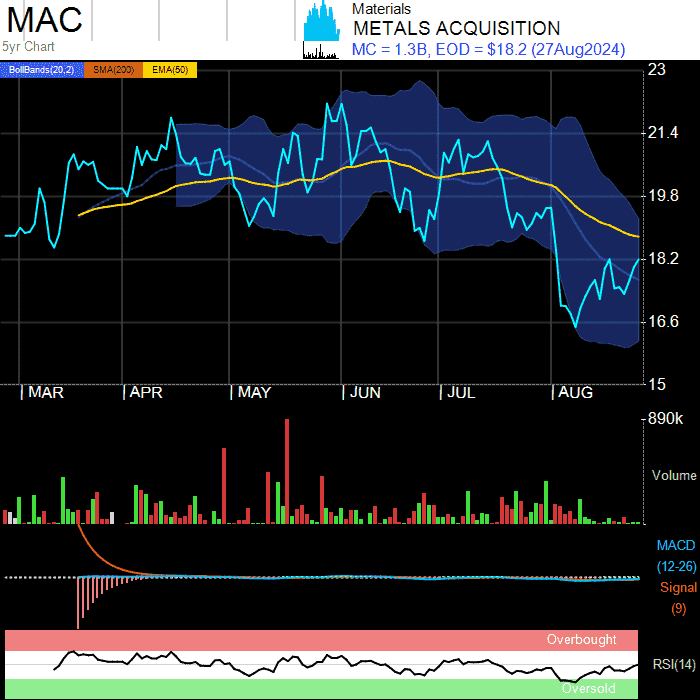 MAC
5yr Chart
Materials
METALS ACQUISITION
MC = 1.3B, EOD = $18.2 (27Aug2024)
BollBands(20,2) SMA(200) EMA(50)
23
21.4
19.8
18.2
16.6
15
MAR APR MAY JUN JUL AUG
890k
Volume
MACD
(12-26)
Signal
(9)
Overbought
RSI(14)
Oversold